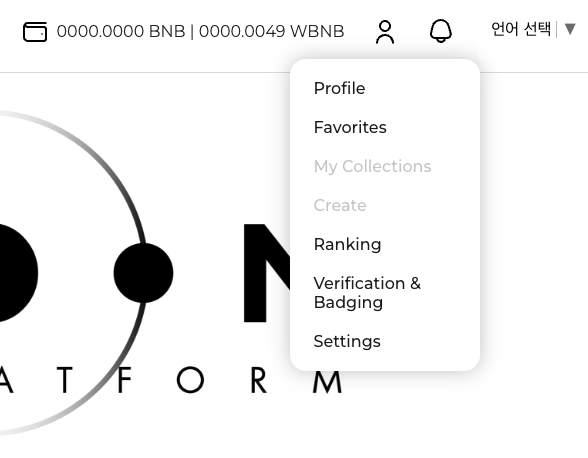 0000.0000 BNB | 0000.0049 WBNB
언어 선택 | ▼
Profile
Favorites
My Collections
Create
Ranking
Verification &
Badging
Settings
N
A T F O R M